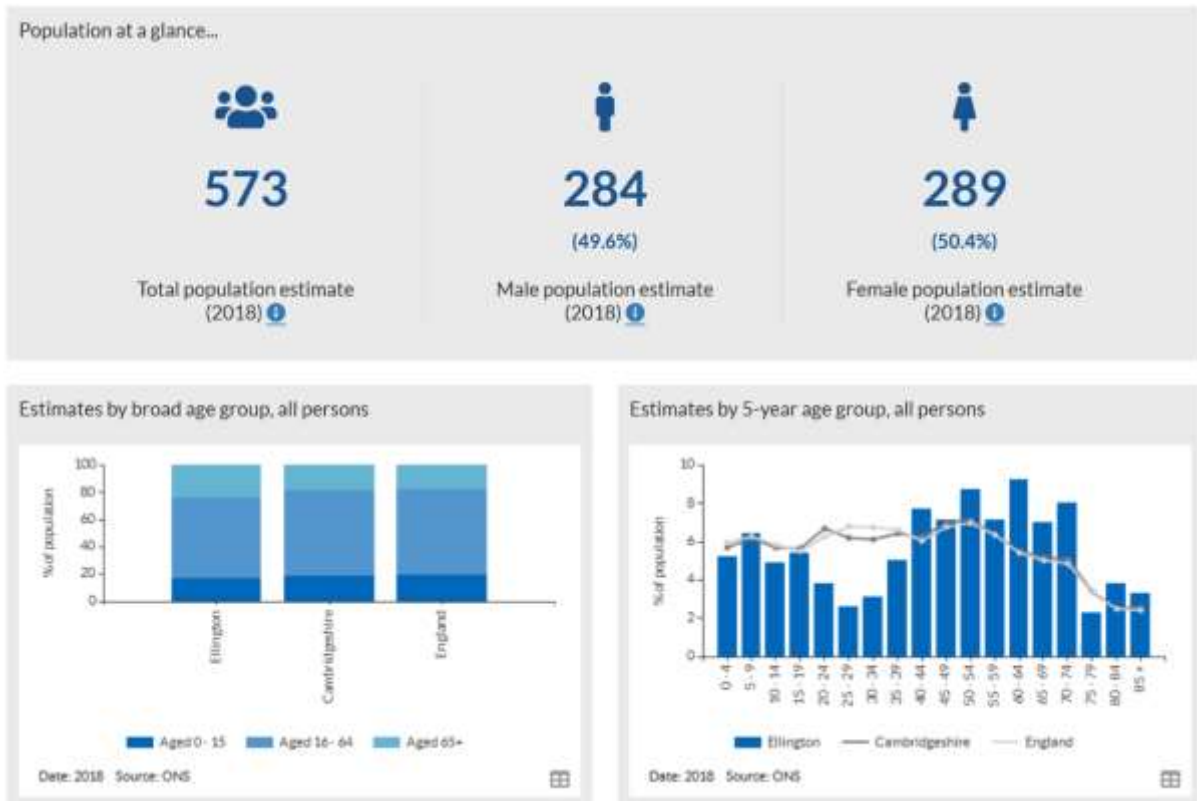 Population at a glance...
573
284
289
(49.6%)
(50.4%)
Total population estimate
(2018)
Male population estimate
(2018)
Female population estimate
(2018)
Estimates by broad age group, all persons
% of population
100
80
60
40
20
0
Ellington
Cambridgeshire
England
Aged 0 - 15
Aged 16 - 64
Aged 65+
Date: 2018 Source: ONS
Estimates by 5-year age group, all persons
% of population
10
8
6
4
2
0
0 - 4
5 - 9
10 - 14
15 - 19
20 - 24
25 - 29
30 - 34
35 - 39
40 - 44
45 - 49
50 - 54
55 - 59
60 - 64
65 - 69
70 - 74
75 - 79
80 - 84
85 +
Ellington
Cambridgeshire
England
Date: 2018 Source: ONS